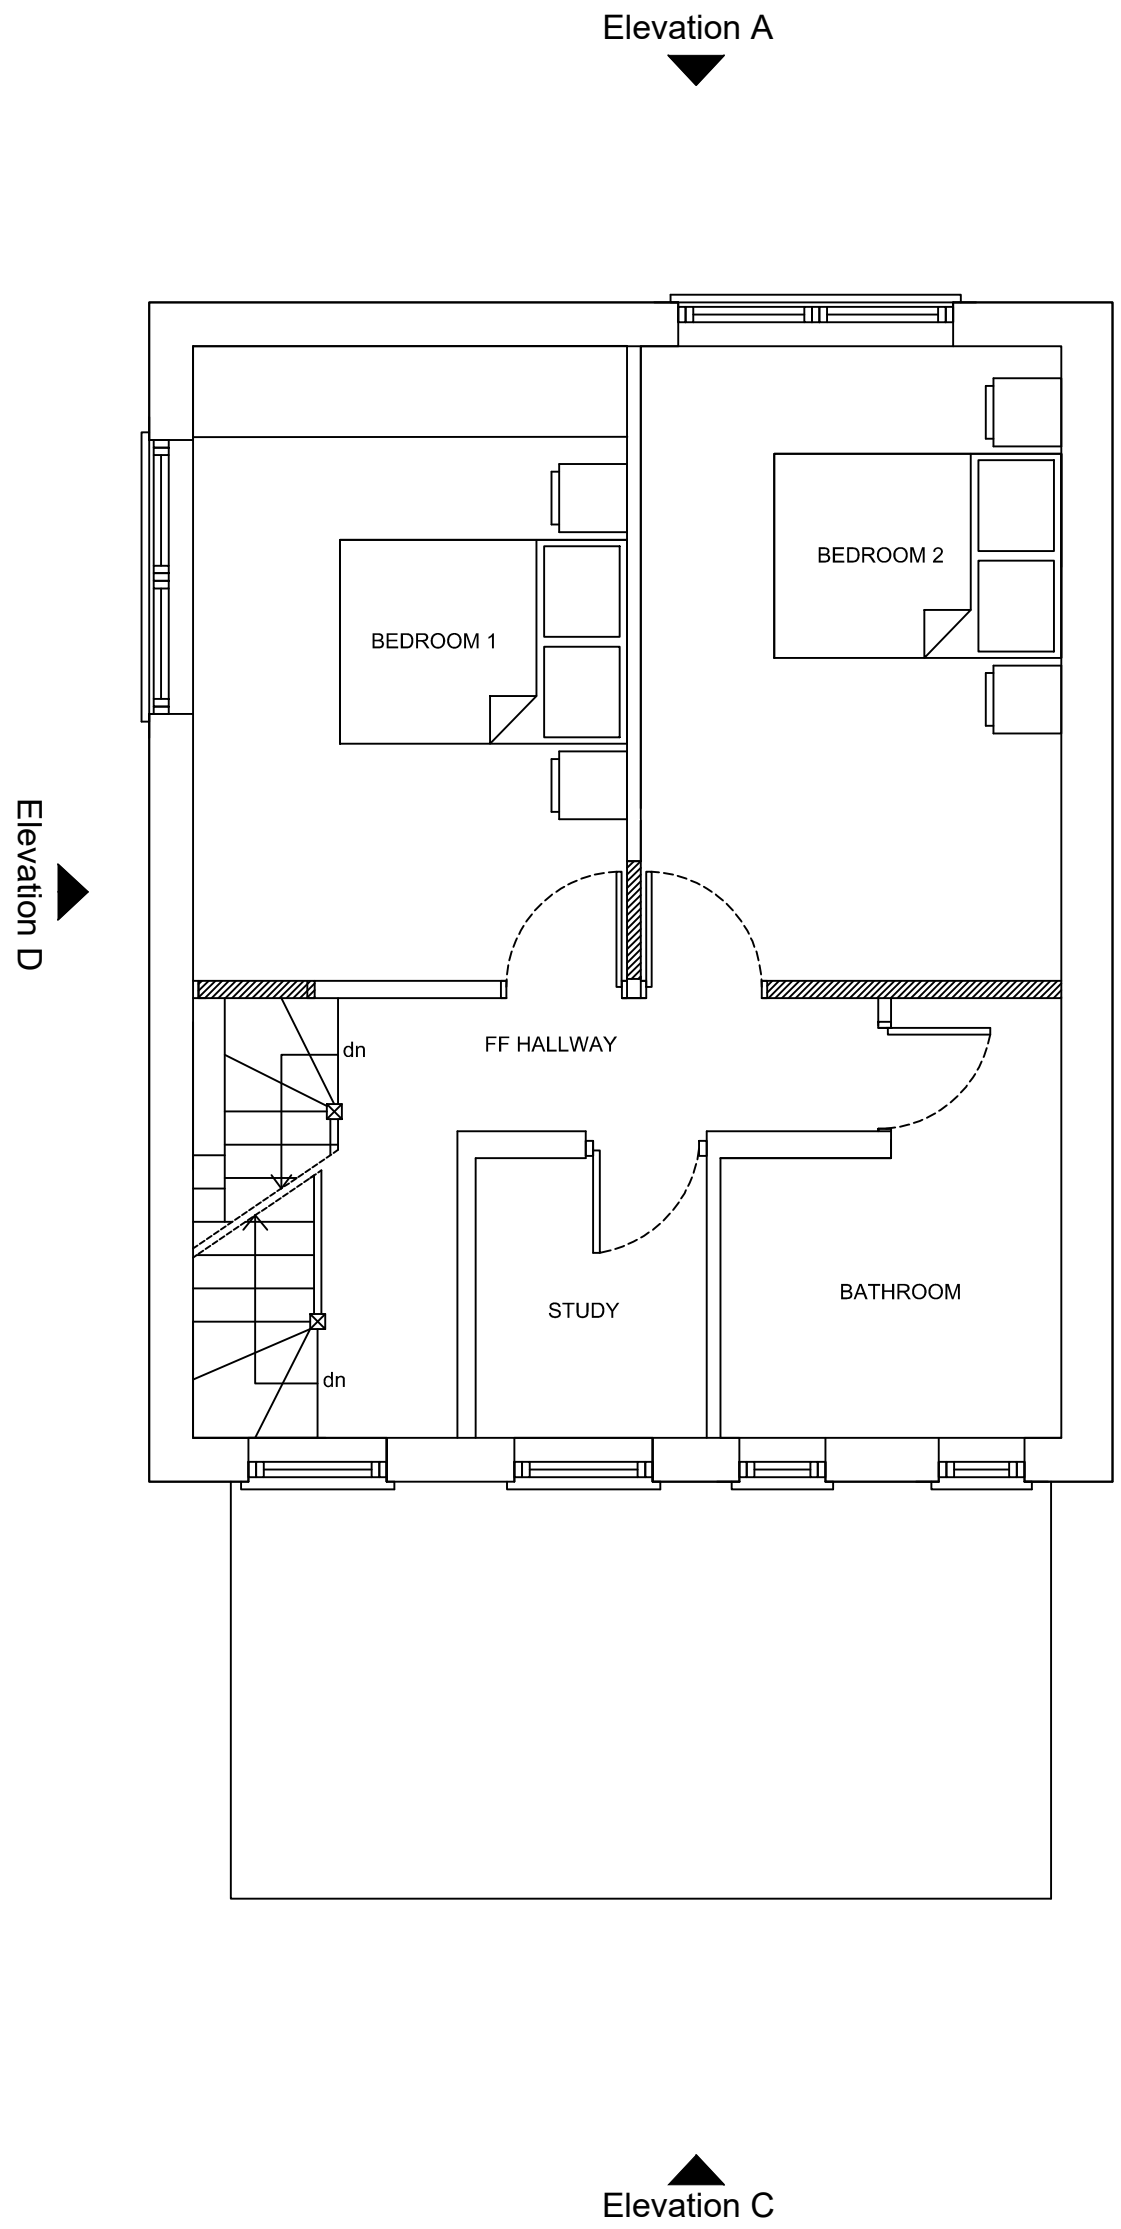 Elevation A
BEDROOM 2
BEDROOM 1
Elevation D
FF HALLWAY
dn
BATHROOM
STUDY
dn
Elevation C